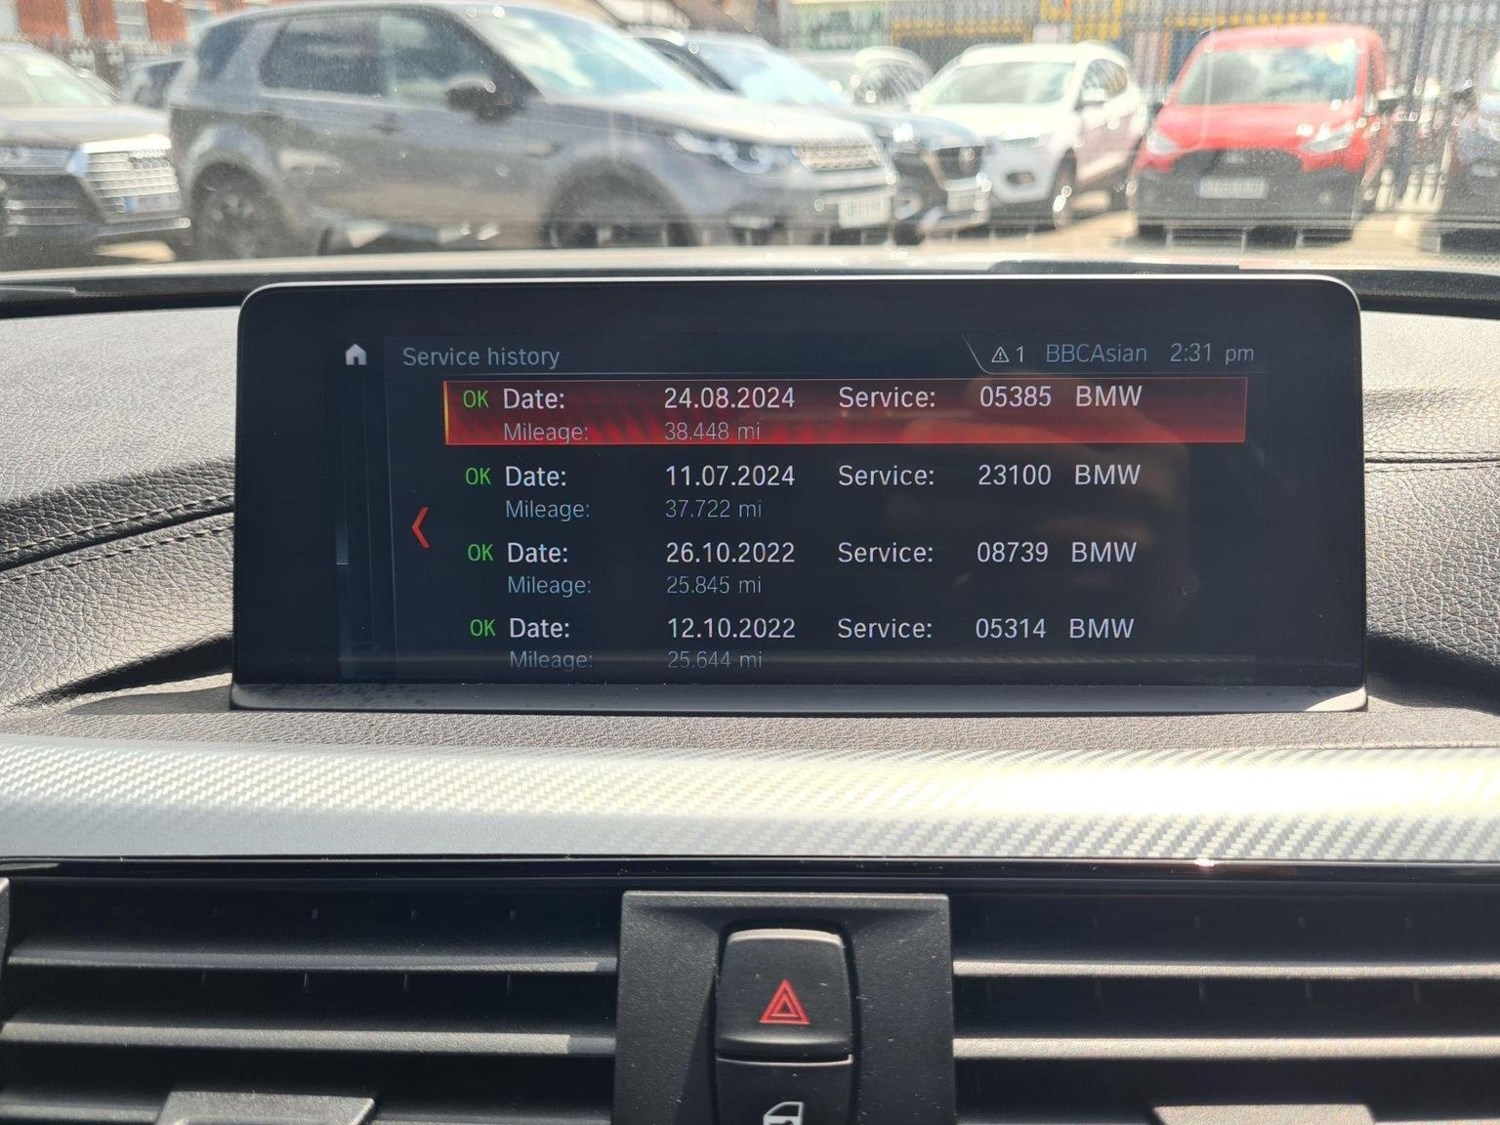 Service history
1 BBCAsian 2:31 pm
OK Date: 24.08.2024 Service: 05385 BMW
Mileage: 38.448 mi
OK Date: 11.07.2024 Service: 23100 BMW
Mileage: 37.722 mi
OK Date: 26.10.2022 Service: 08739 BMW
Mileage: 25.845 mi
OK Date: 12.10.2022 Service: 05314 BMW
Mileage: 25.644 mi